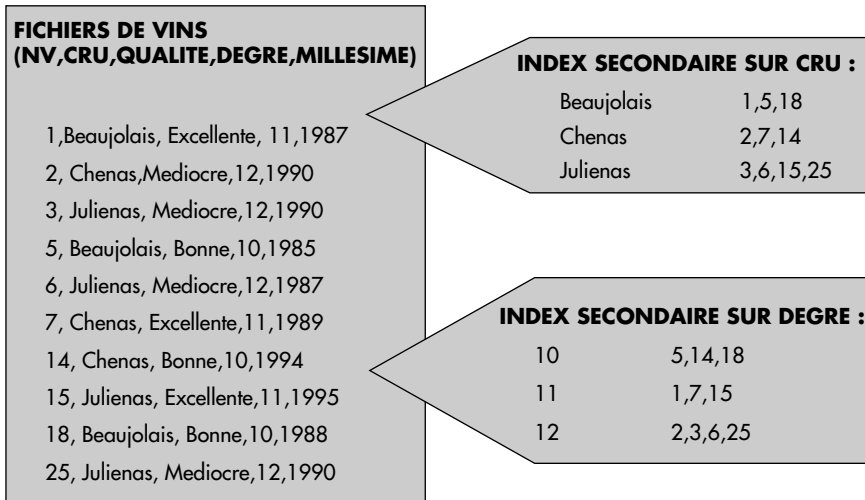 FICHIERS DE VINS
(NV,CRU,QUALITE,DEGRE,MILLESIME)
1,Beaujolais, Excellente, 11,1987
2, Chenas,Mediocre,12,1990
3, Julienas, Mediocre,12,1990
5, Beaujolais, Bonne,10,1985
6, Julienas, Mediocre,12,1987
7, Chenas, Excellente,11,1989
14, Chenas, Bonne,10,1994
15, Julienas, Excellente,11,1995
18, Beaujolais, Bonne,10,1988
25, Julienas, Mediocre,12,1990
INDEX SECONDAIRE SUR CRU :
Beaujolais 1,5,18
Chenas 2,7,14
Julienas 3,6,15,25
INDEX SECONDAIRE SUR DEGRE :
10 5,14,18
11 1,7,15
12 2,3,6,25